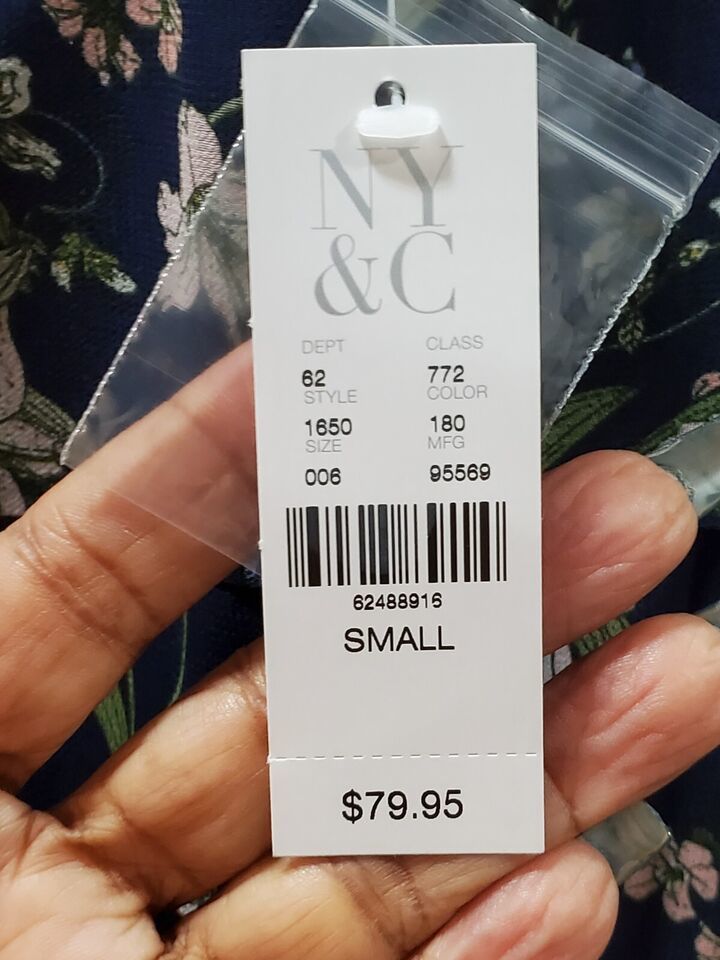 NY
&C
DEPT CLASS
62 772
STYLE COLOR
1650 180
SIZE MFG
006 95569
62488916
SMALL
$79.95